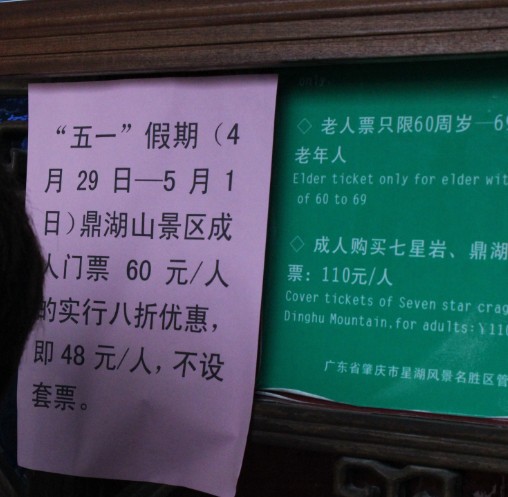 “五一”假期（4
月 29 日—5 月 1
日）鼎湖山景区成
人门票 60 元/人
的实行八折优惠，
即 48 元/人，不设
套票。
only.
◇ 老人票只限60周岁—69
老年人
Elder ticket only for elder wit
of 60 to 69
◇ 成人购买七星岩、鼎湖
票：110元/人
Cover tickets of Seven star crag
Dinghu Mountain,for adults:￥110
广东省肇庆市星湖风景名胜区管